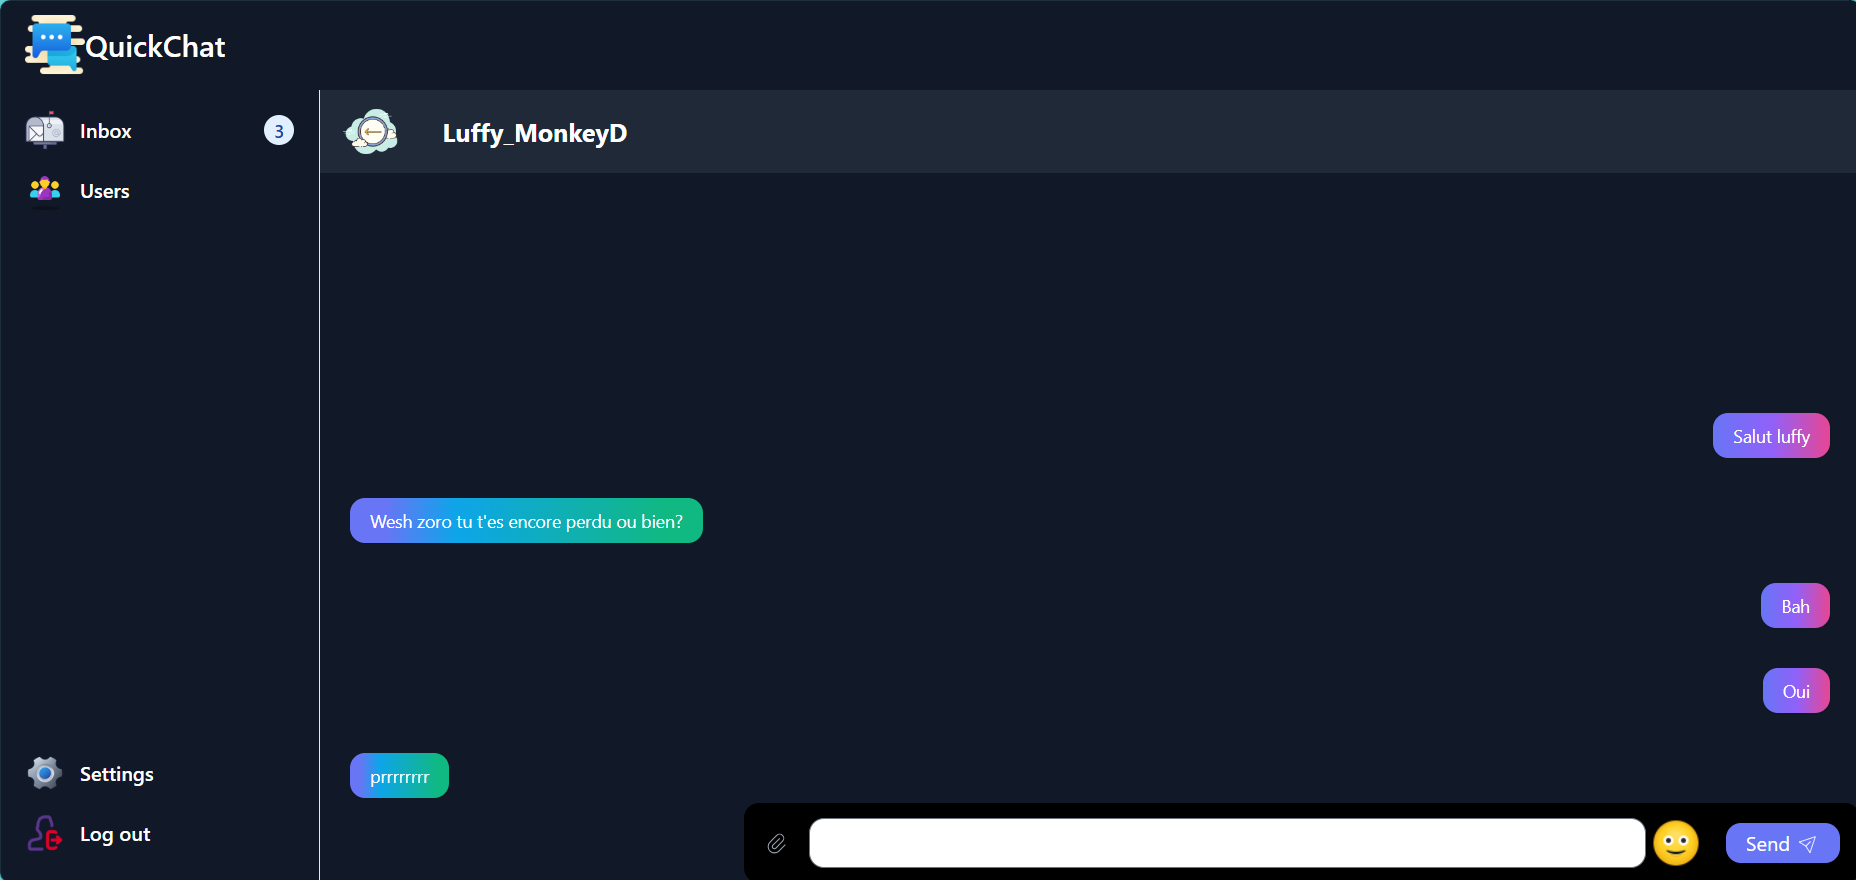 QuickChat
Inbox
3
Users
Settings
Log out
Luffy_MonkeyD
Salut luffy
Wesh zoro tu t'es encore perdu ou bien?
Bah
Oui
prrrrrrrr
Send